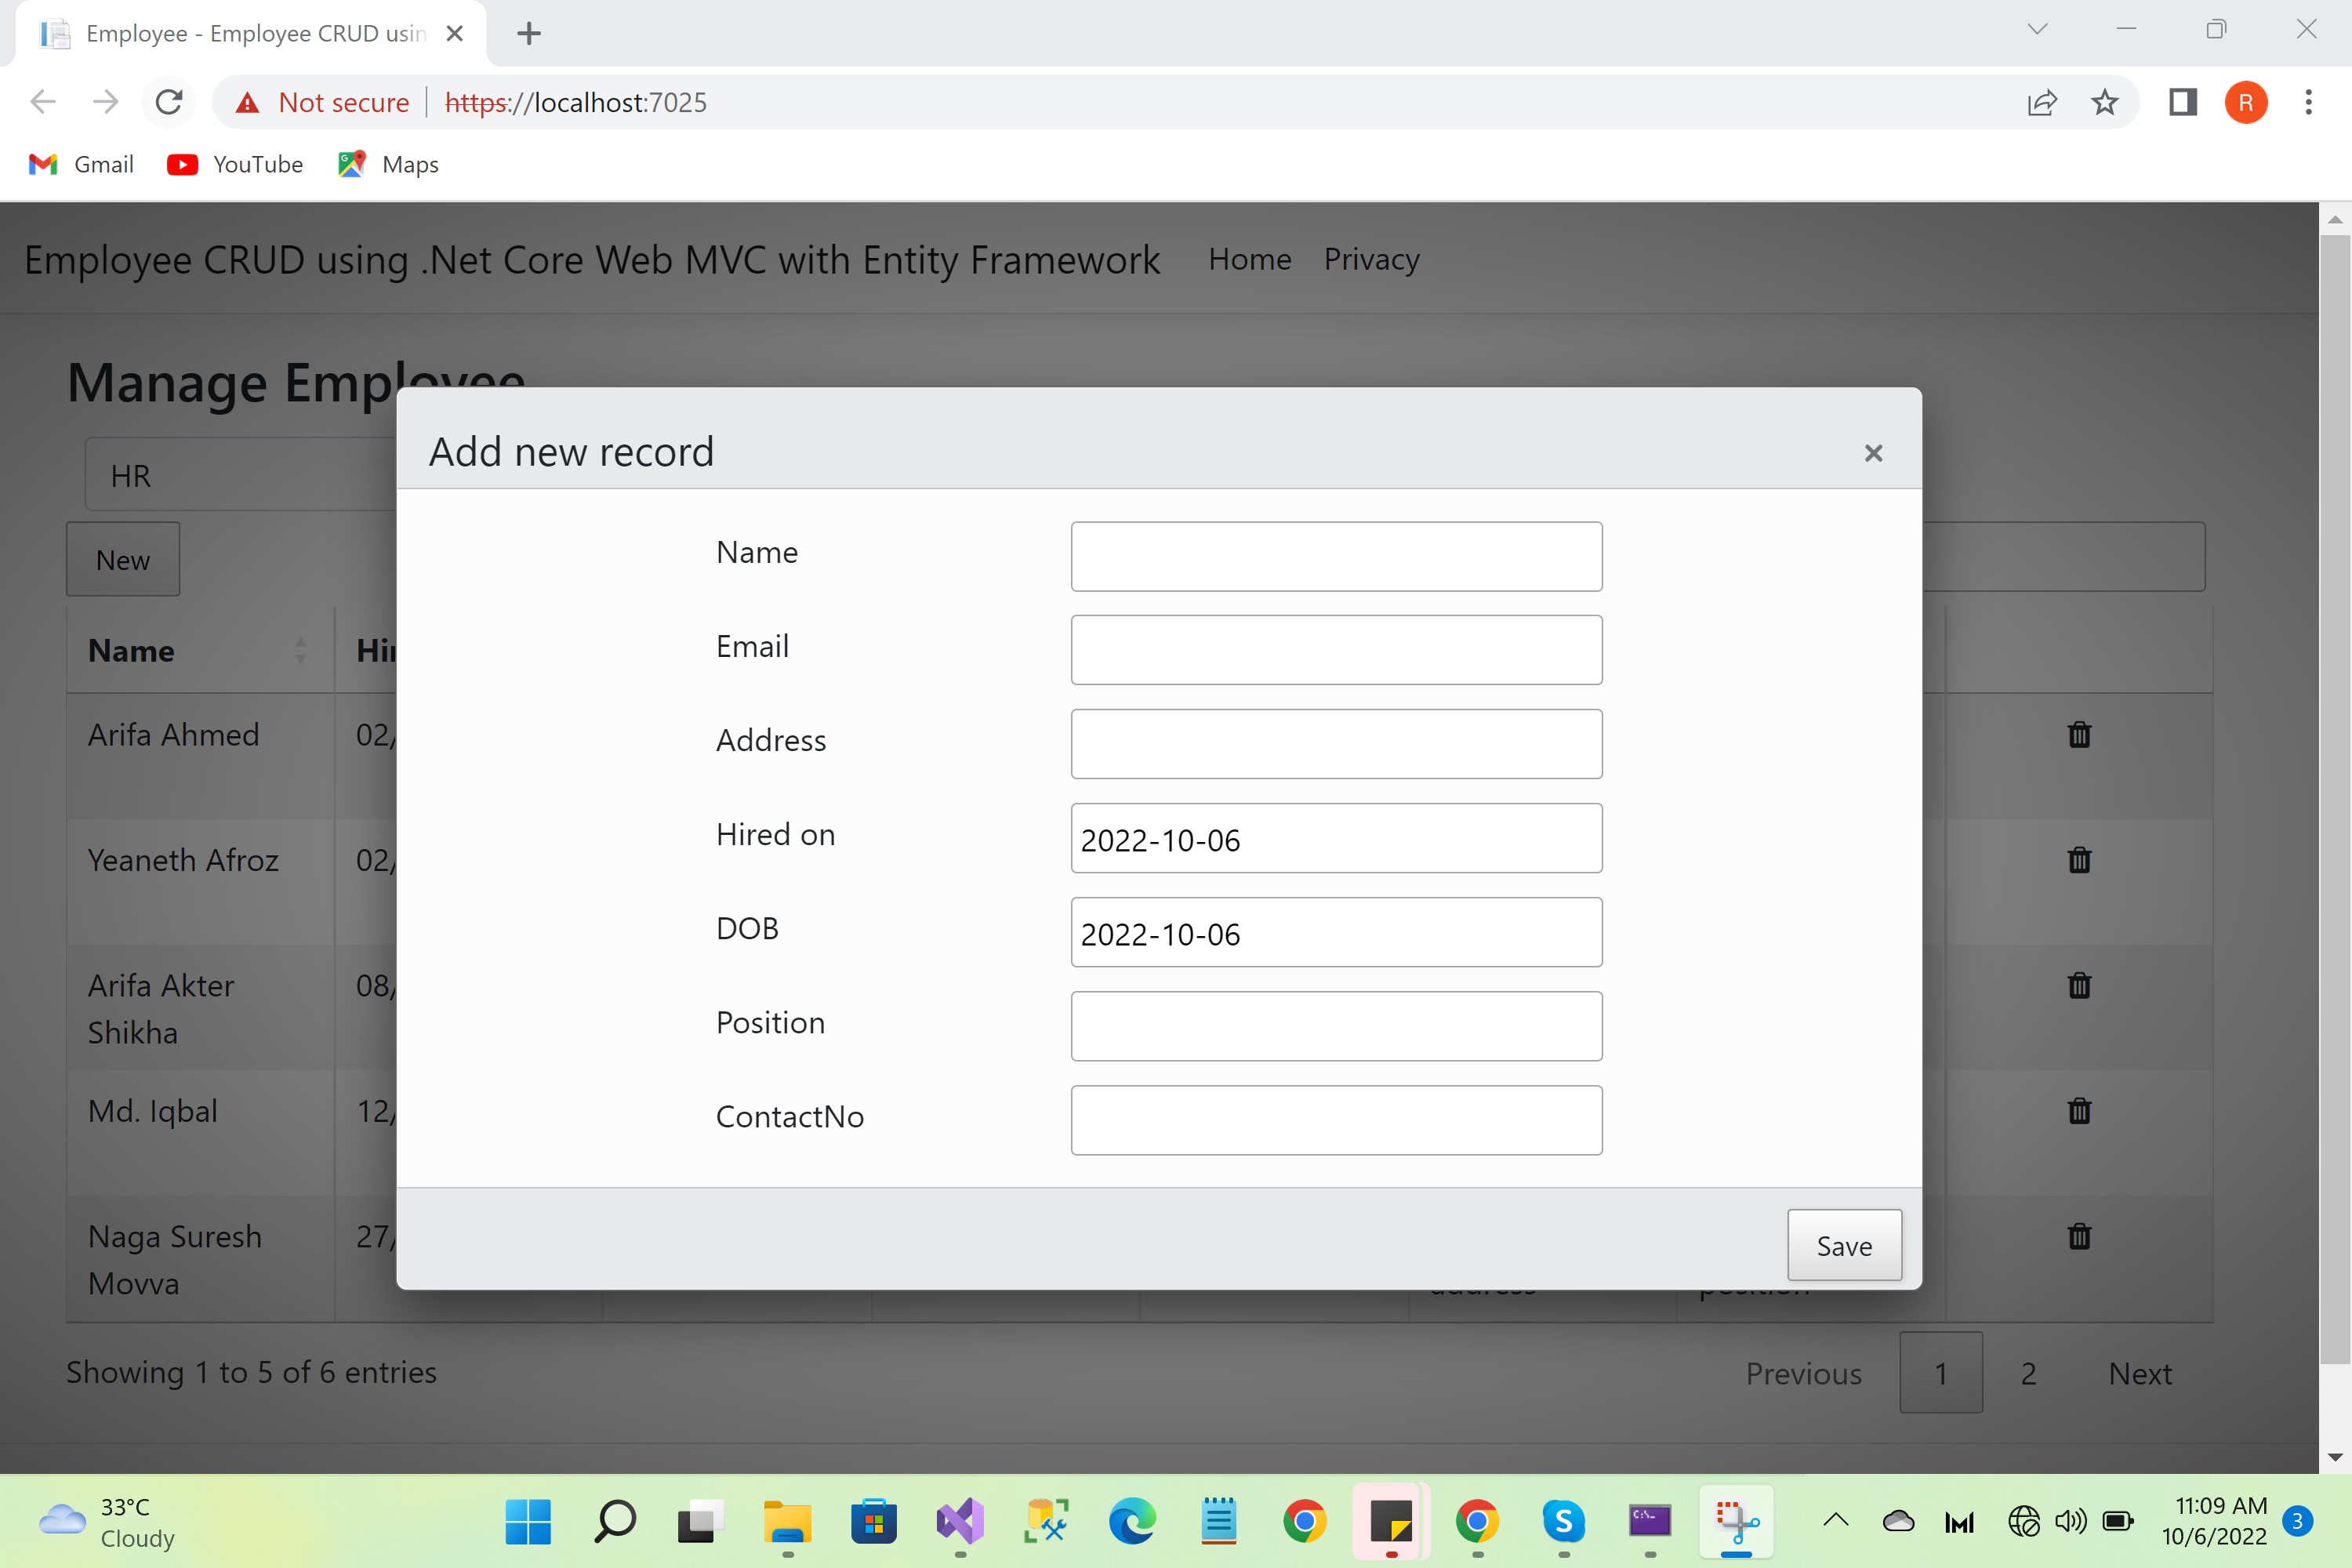 Employee - Employee CRUD usin
Not secure https://localhost:7025
Gmail YouTube Maps
Employee CRUD using .Net Core Web MVC with Entity Framework Home Privacy
Manage Employee
HR
New
Add new record
Name
Email
Address
Hired on 2022-10-06
DOB 2022-10-06
Position
ContactNo
Save
Name Hi
Arifa Ahmed 02/
Yeaneth Afroz 02/
Arifa Akter
Shikha 08/
Md. Iqbal 12/
Naga Suresh
Movva 27/
address position
Showing 1 to 5 of 6 entries Previous 1 2 Next
33°C
Cloudy
11:09 AM
10/6/2022
3
R